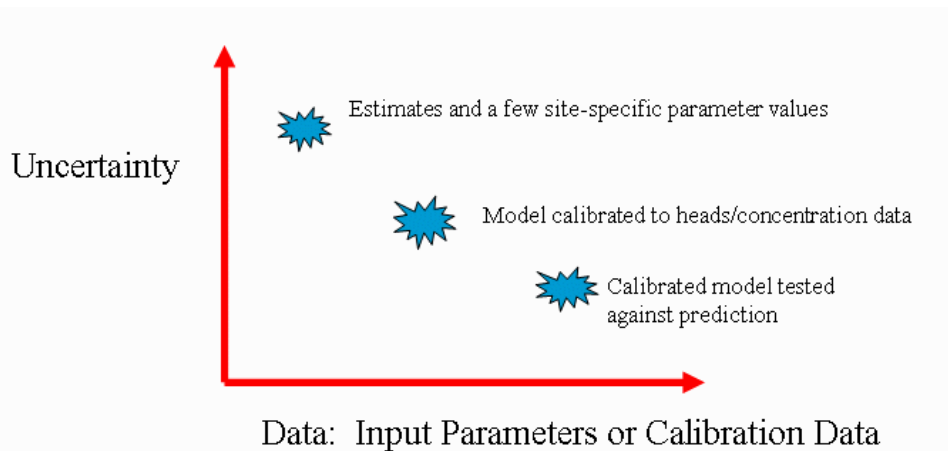 Estimates and a few site-specific parameter values
Uncertainty
Model calibrated to heads/concentration data
Calibrated model tested
against prediction
Data: Input Parameters or Calibration Data